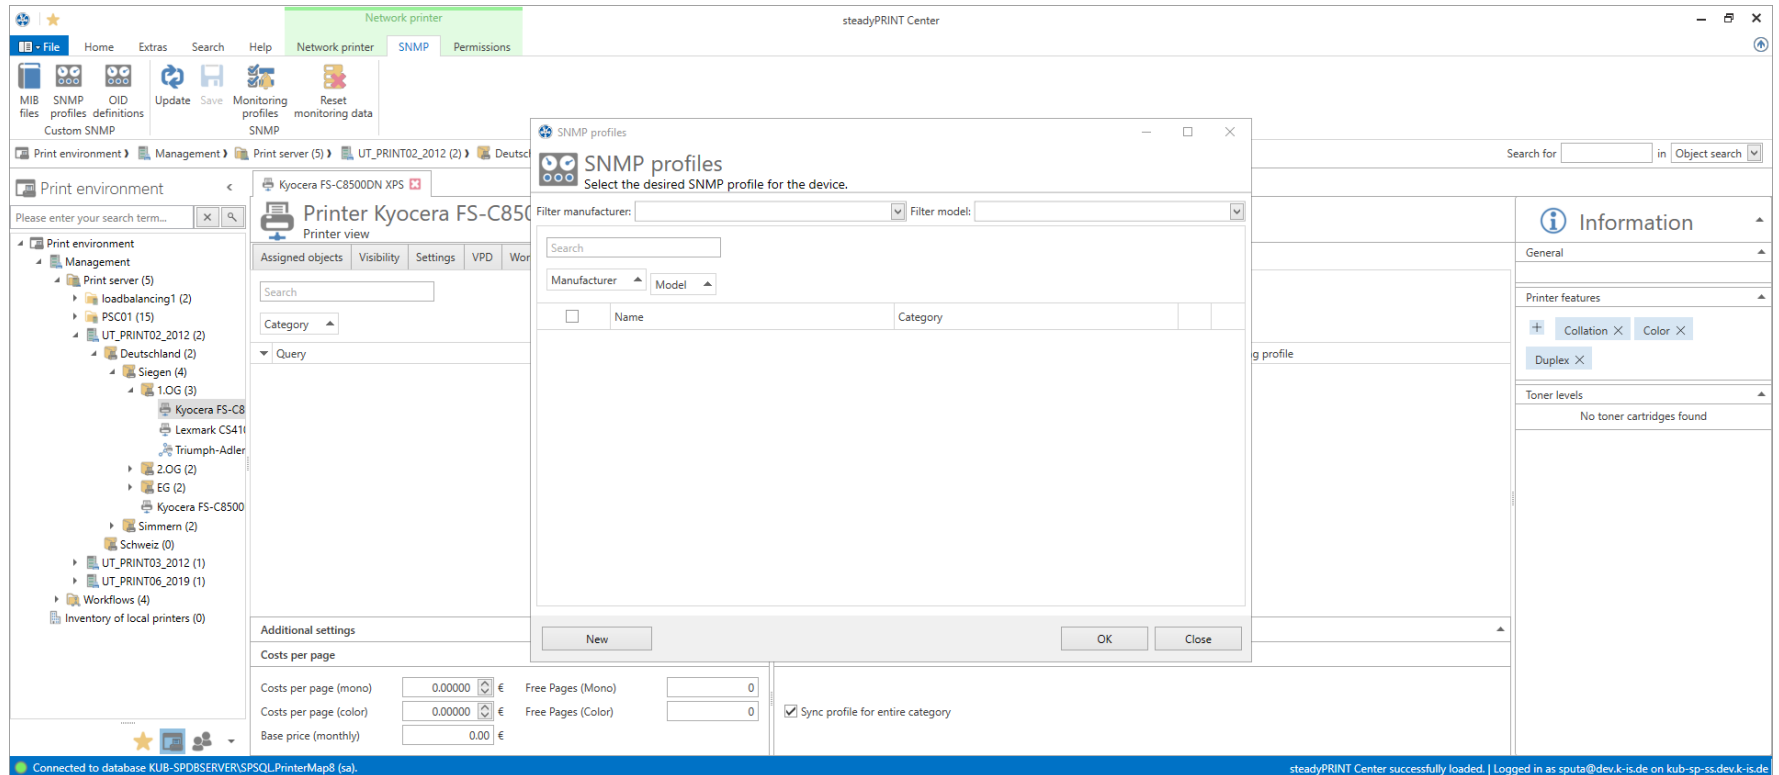 Network printer
steadyPRINT Center
File Home Extras Search Help Network printer SNMP Permissions
MIB files SNMP profiles OID definitions Update Save Monitoring profiles Reset monitoring data
Custom SNMP SNMP
Print environment Management Print server (5) UT_PRINT02_2012 (2) Deutscl
Search for in Object search
Print environment
Please enter your search term...
Print environment
Management
Print server (5)
loadbalancing1 (2)
PSC01 (15)
UT_PRINT02_2012 (2)
Deutschland (2)
Siegen (4)
1.OG (3)
Kyocera FS-C8
Lexmark CS41
Triumph-Adler
2.OG (2)
EG (2)
Kyocera FS-C8500
Simmern (2)
Schweiz (0)
UT_PRINT03_2012 (1)
UT_PRINT06_2019 (1)
Workflows (4)
Inventory of local printers (0)
Kyocera FS-C8500DN XPS
Printer Kyocera FS-C850
Printer view
Assigned objects Visibility Settings VPD Wor
Search
Category
Query
g profile
SNMP profiles
SNMP profiles
Select the desired SNMP profile for the device.
Filter manufacturer: Filter model:
Search
Manufacturer Model
Name Category
New OK Close
Additional settings
Costs per page
Costs per page (mono) 0.00000 € Free Pages (Mono) 0
Costs per page (color) 0.00000 € Free Pages (Color) 0
Base price (monthly) 0.00 €
Sync profile for entire category
Information
General
Printer features
Collation Color
Duplex
Toner levels
No toner cartridges found
Connected to database KUB-SPDBSERVER\SPSQL.PrinterMap8 (sa).
steadyPRINT Center successfully loaded. | Logged in as sputa@dev.k-is.de on kub-sp-ss.dev.k-is.de